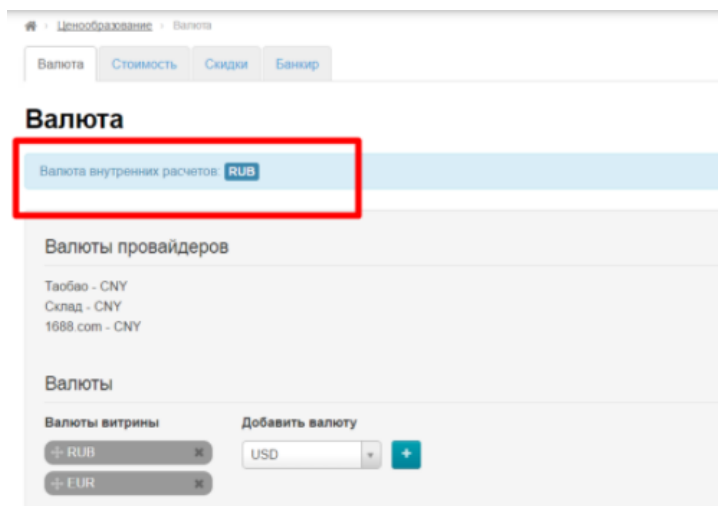 Ценообразование › Валюта
Валюта Стоимость Скидки Банкир
Валюта
Валюта внутренних расчетов: RUB
Валюты провайдеров
Таобао - CNY
Склад - CNY
1688.com - CNY
Валюты
Валюты витрины Добавить валюту
RUB USD +
EUR